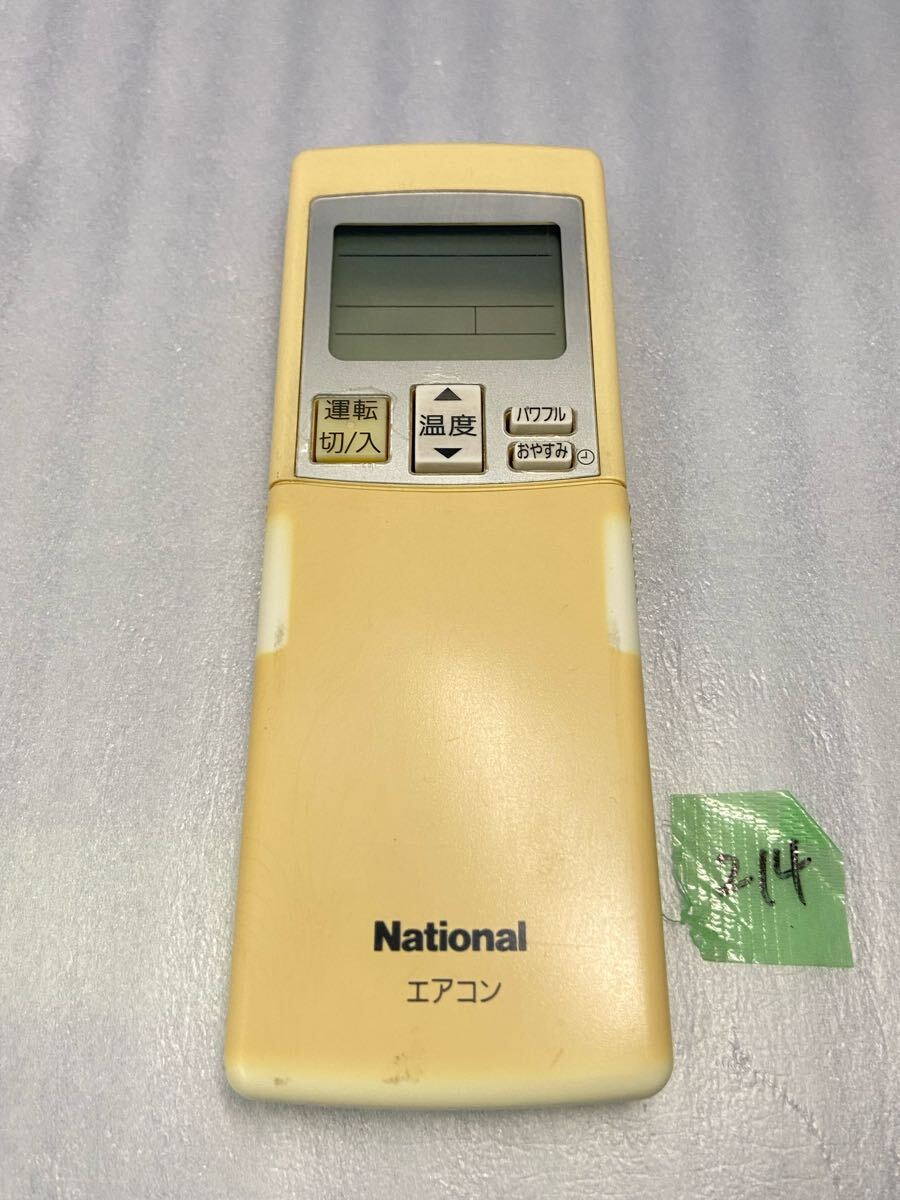 運転
切/入
▲
温度
▼
パワフル
おやすみ
National
エアコン
214